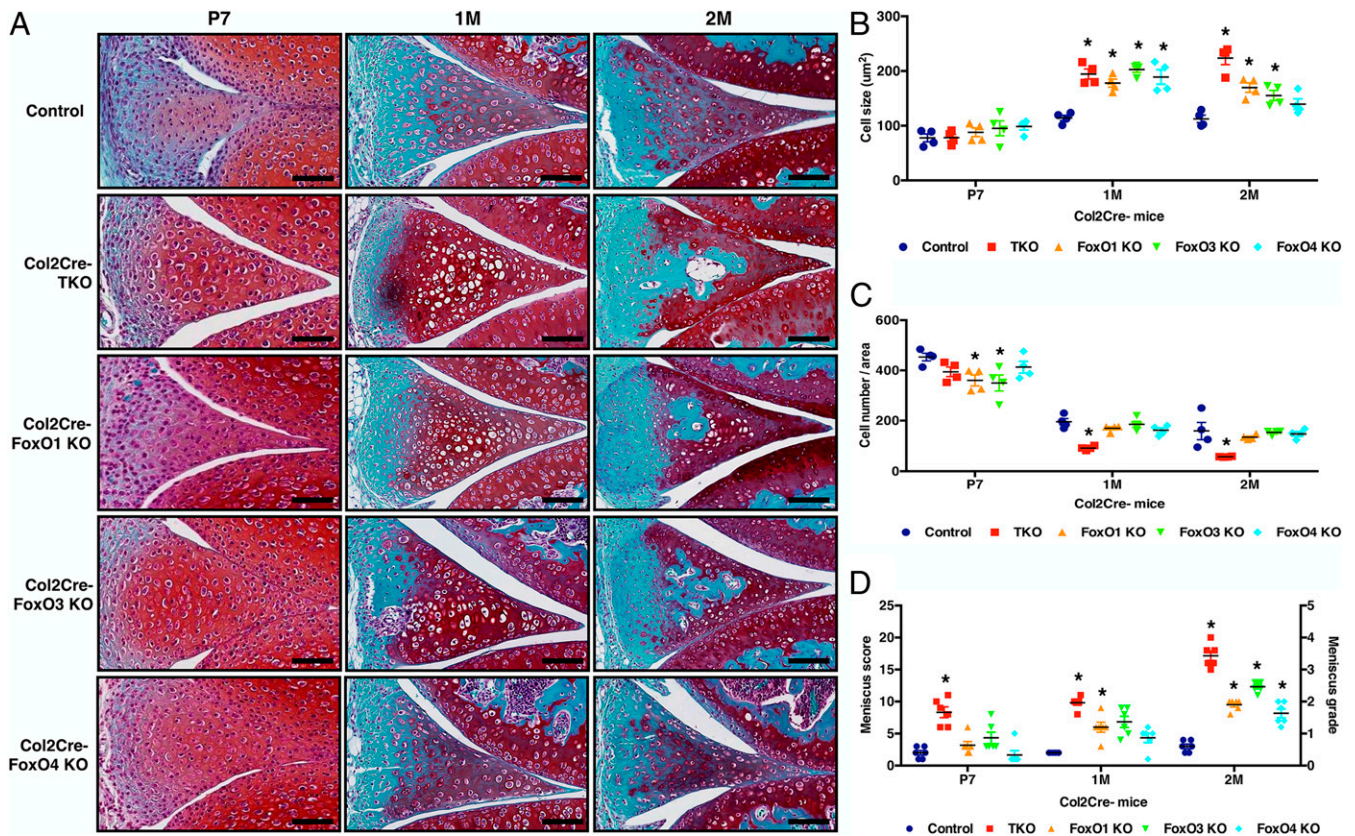 A
P7
1M
2M
Control
Col2Cre-
TKO
Col2Cre-
FoxO1 KO
Col2Cre-
FoxO3 KO
Col2Cre-
FoxO4 KO
B
300
200
100
0
Cell size (um²)
* * * *
* * *
P7
1M
2M
Col2Cre- mice
Control TKO FoxO1 KO FoxO3 KO FoxO4 KO
C
600
400
200
0
Cell number / area
* *
*
*
P7
1M
2M
Col2Cre- mice
Control TKO FoxO1 KO FoxO3 KO FoxO4 KO
D
25
20
15
10
5
0
Meniscus score
*
* *
* * * *
5
4
3
2
1
0
Meniscus grade
P7
1M
2M
Col2Cre- mice
Control TKO FoxO1 KO FoxO3 KO FoxO4 KO